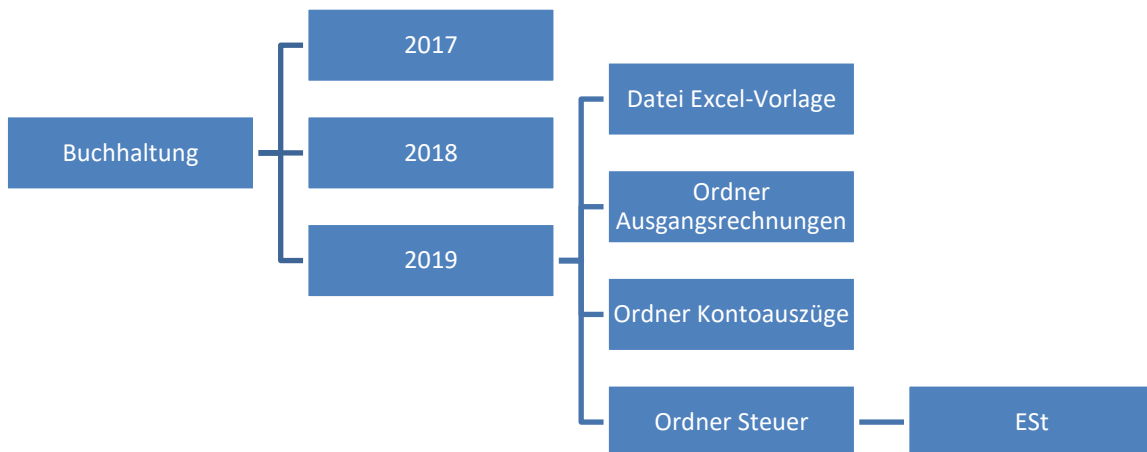 2017
Datei Excel-Vorlage
Buchhaltung
2018
Ordner
Ausgangsrechnungen
2019
Ordner Kontoauszüge
Ordner Steuer
ESt